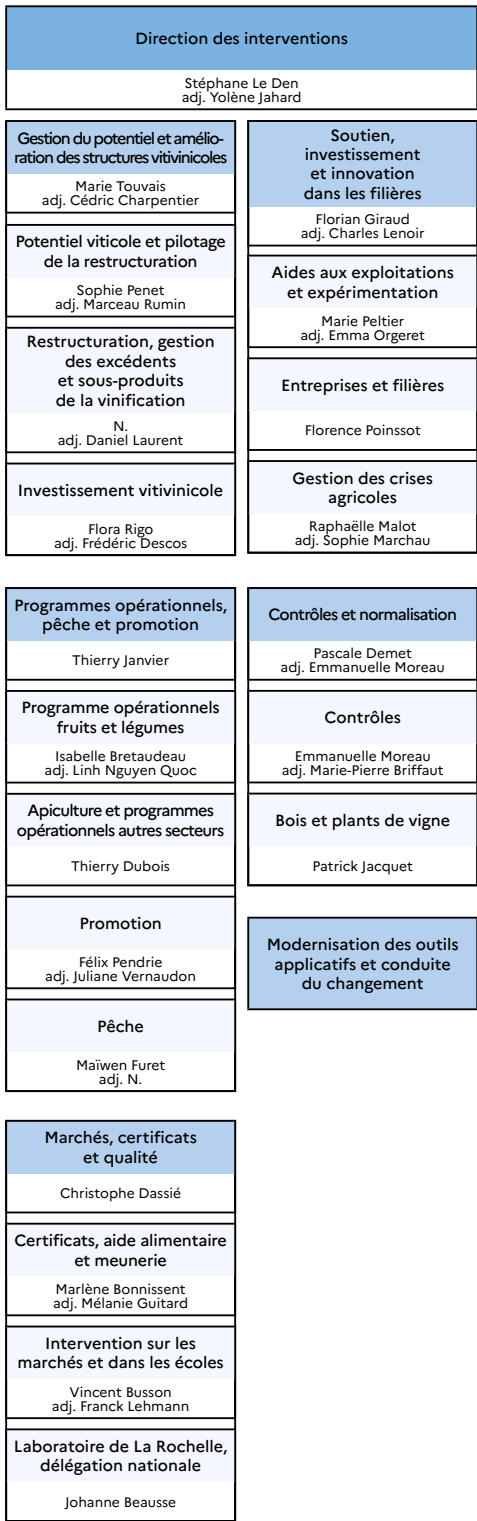 Direction des interventions
Stéphane Le Den
adj. Yolène Jahard
Gestion du potentiel et amélio-
ration des structures vitivinicoles
Marie Touvais
adj. Cédric Charpentier
Potentiel viticole et pilotage
de la restructuration
Sophie Penet
adj. Marceau Rumin
Restructuration, gestion
des excédents
et sous-produits
de la vinification
N.
adj. Daniel Laurent
Investissement vitivinicole
Flora Rigo
adj. Frédéric Descos
Soutien,
investissement
et innovation
dans les filières
Florian Giraud
adj. Charles Lenoir
Aides aux exploitations
et expérimentation
Marie Peltier
adj. Emma Orgeret
Entreprises et filières
Florence Poinssot
Gestion des crises
agricoles
Raphaëlle Malot
adj. Sophie Marchau
Programmes opérationnels,
pêche et promotion
Thierry Janvier
Programme opérationnels
fruits et légumes
Isabelle Bretaudeau
adj. Linh Nguyen Quoc
Apiculture et programmes
opérationnels autres secteurs
Thierry Dubois
Promotion
Félix Pendrie
adj. Juliane Vernaudon
Pêche
Maïwen Furet
adj. N.
Contrôles et normalisation
Pascale Demet
adj. Emmanuelle Moreau
Contrôles
Emmanuelle Moreau
adj. Marie-Pierre Briffaut
Bois et plants de vigne
Patrick Jacquet
Modernisation des outils
applicatifs et conduite
du changement
Marchés, certificats
et qualité
Christophe Dassié
Certificats, aide alimentaire
et meunerie
Marlène Bonnissent
adj. Mélanie Guitard
Intervention sur les
marchés et dans les écoles
Vincent Busson
adj. Franck Lehmann
Laboratoire de La Rochelle,
délégation nationale
Johanne Beausse